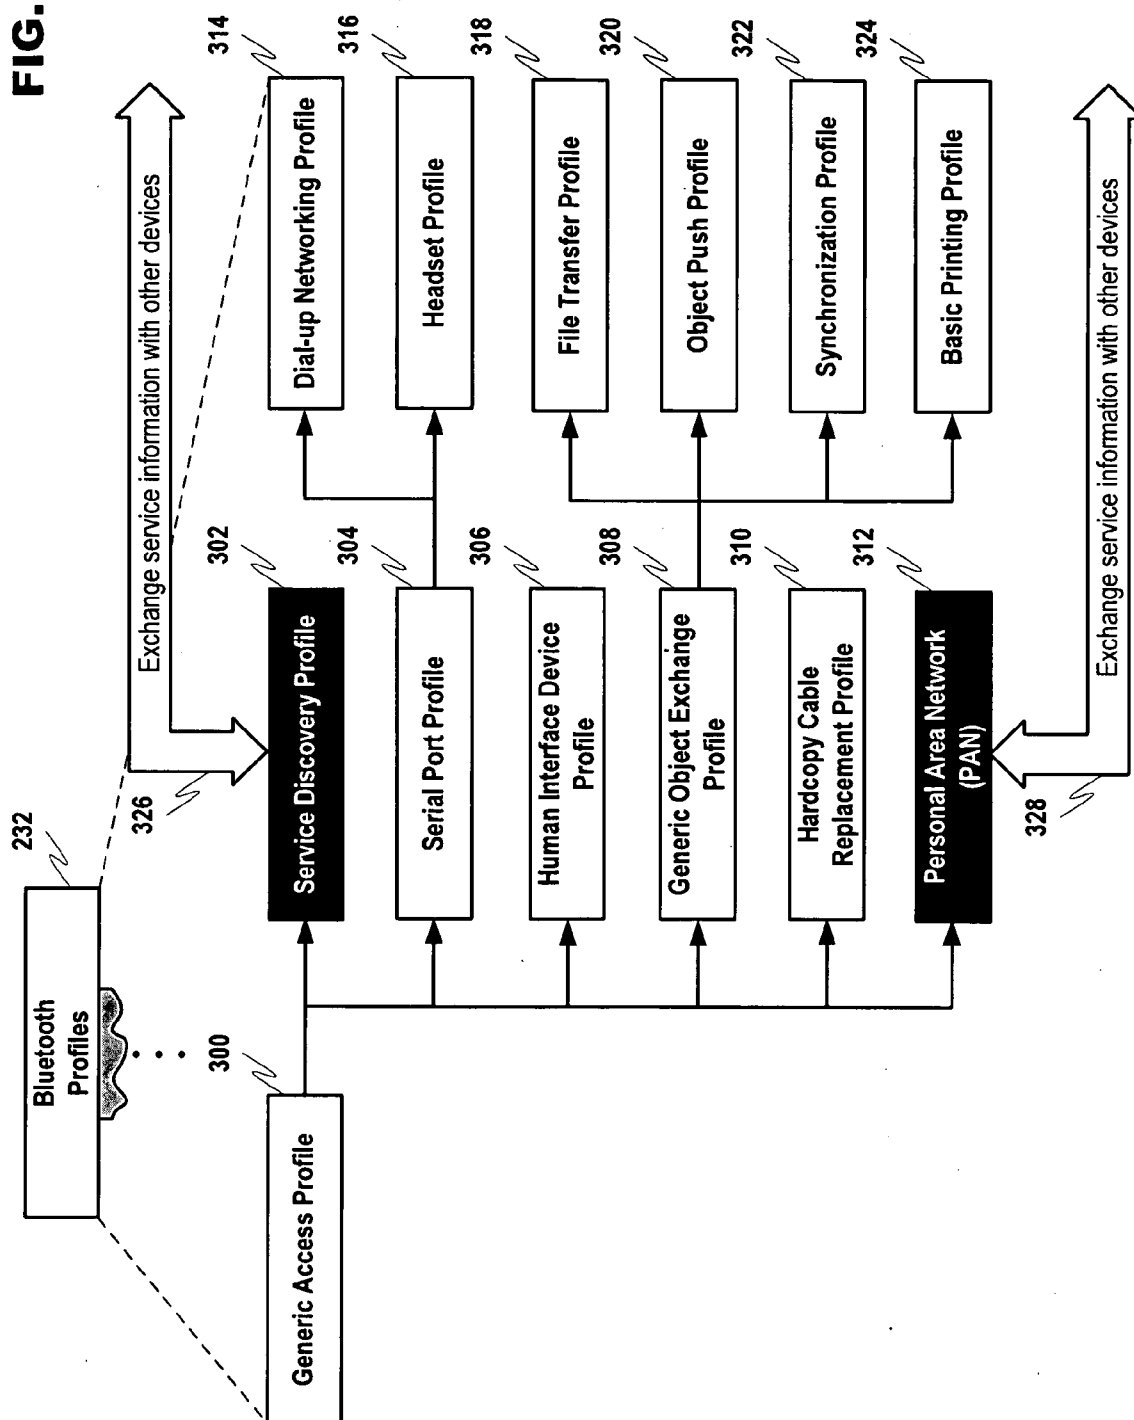 FIG.
Bluetooth
Profiles
232
Exchange service information with other devices
326
300
Generic Access Profile
302
Service Discovery Profile
314
Dial-up Networking Profile
304
Serial Port Profile
316
Headset Profile
306
Human Interface Device
Profile
318
File Transfer Profile
308
Generic Object Exchange
Profile
320
Object Push Profile
310
Hardcopy Cable
Replacement Profile
322
Synchronization Profile
312
Personal Area Network
(PAN)
324
Basic Printing Profile
328
Exchange service information with other devices